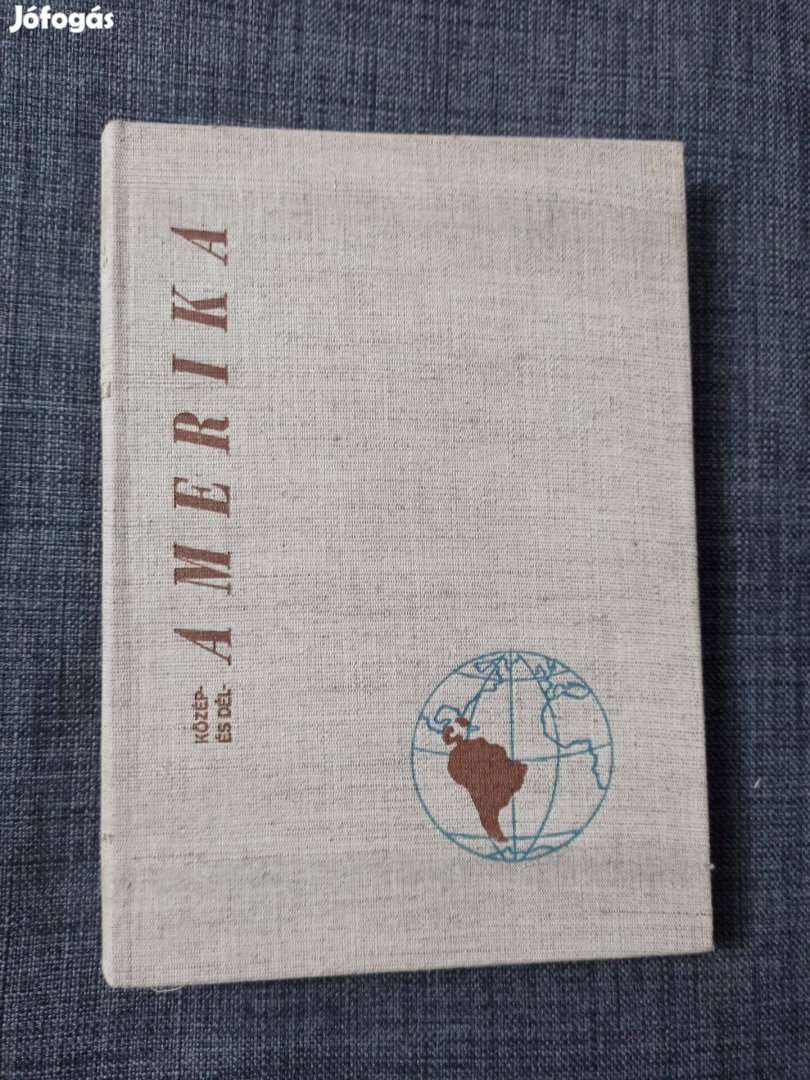 Jófogás
KÖZÉP-
ÉS DÉL-
AMERIKA